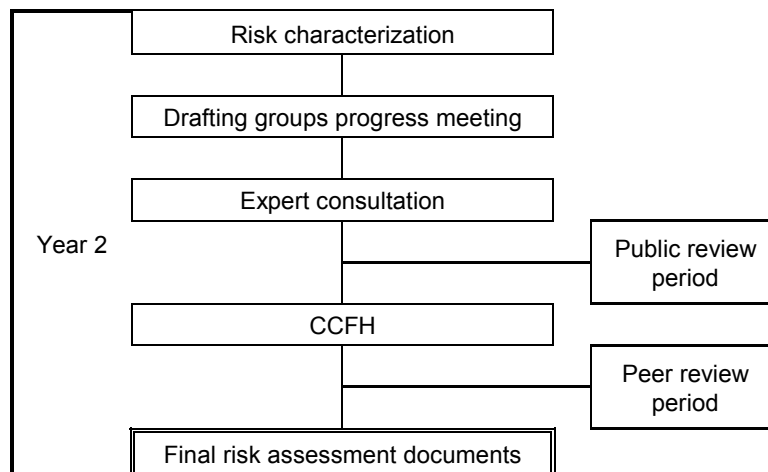 Risk characterization
Drafting groups progress meeting
Expert consultation
Year 2
Public review
period
CCFH
Peer review
period
Final risk assessment documents